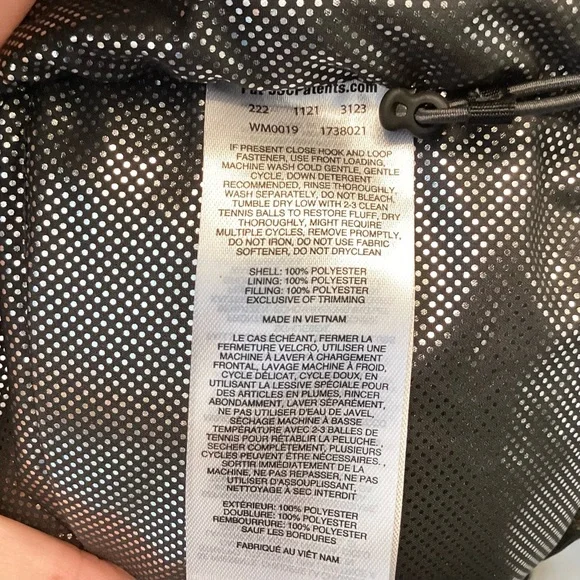 222 1121 3123
WM0019 1738021
IF PRESENT CLOSE HOOK AND LOOP
FASTENER, USE FRONT LOADING,
MACHINE WASH COLD GENTLE, GENTLE
CYCLE, DOWN DETERGENT
RECOMMENDED, RINSE THOROUGHLY,
WASH SEPARATELY, DO NOT BLEACH,
TUMBLE DRY LOW WITH 2-3 CLEAN
TENNIS BALLS TO RESTORE FLUFF, DRY
THOROUGHLY, MIGHT REQUIRE
MULTIPLE CYCLES, REMOVE PROMPTLY,
DO NOT IRON, DO NOT USE FABRIC
SOFTENER, DO NOT DRYCLEAN
SHELL: 100% POLYESTER
LINING: 100% POLYESTER
FILLING: 100% POLYESTER
EXCLUSIVE OF TRIMMING
MADE IN VIETNAM
LE CAS ÉCHÉANT, FERMER LA
FERMETURE VELCRO, UTILISER UNE
MACHINE À LAVER À CHARGEMENT
FRONTAL, LAVAGE MACHINE À FROID,
CYCLE DÉLICAT, CYCLE DOUX, EN
UTILISANT LA LESSIVE SPÉCIALE POUR
DES ARTICLES EN PLUMES, RINCER
ABONDAMMENT, LAVER SÉPARÉMENT,
NE PAS UTILISER D'EAU DE JAVEL,
SÉCHAGE MACHINE À BASSE
TEMPÉRATURE AVEC 2-3 BALLES DE
TENNIS POUR RÉTABLIR LA PELUCHE,
SÉCHER COMPLÈTEMENT, PLUSIEURS
CYCLES PEUVENT ÊTRE NÉCESSAIRES,
SORTIR IMMÉDIATEMENT DE LA
MACHINE, NE PAS REPASSER, NE PAS
UTILISER D'ASSOUPLISSANT,
NETTOYAGE À SEC INTERDIT
EXTÉRIEUR: 100% POLYESTER
DOUBLURE: 100% POLYESTER
REMBOURRURE: 100% POLYESTER
SAUF LES BORDURES
FABRIQUÉ AU VIÊT NAM